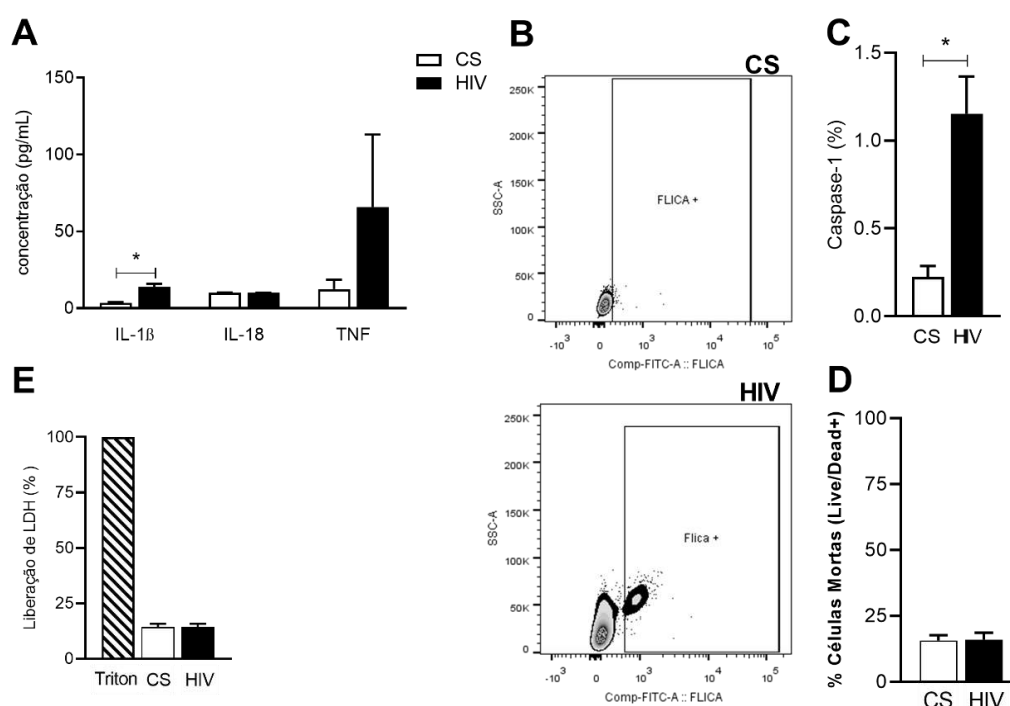 A
CS
HIV
150
100
50
0
concentração (pg/mL)
*
IL-1ß
IL-18
TNF
B
CS
250K
200K
150K
100K
50K
0
SSC-A
FLICA +
-10³ 0 10³ 10⁴ 10⁵
Comp-FITC-A :: FLICA
HIV
250K
200K
150K
100K
50K
0
SSC-A
Flica +
-10³ 0 10³ 10⁴ 10⁵
Comp-FITC-A :: FLICA
C
1.5
1.0
0.5
0.0
Caspase-1 (%)
*
CS HIV
D
100
75
50
25
0
% Células Mortas (Live/Dead+)
CS HIV
E
100
75
50
25
0
Liberação de LDH (%)
Triton CS HIV